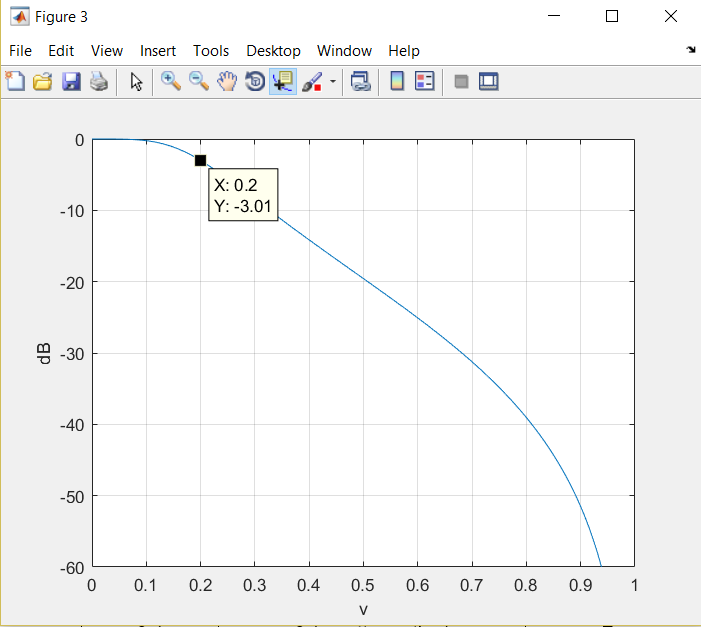 Figure 3
File Edit View Insert Tools Desktop Window Help
0
-10
-20
-30
-40
-50
-60
dB
X: 0.2
Y: -3.01
0 0.1 0.2 0.3 0.4 0.5 0.6 0.7 0.8 0.9 1
v